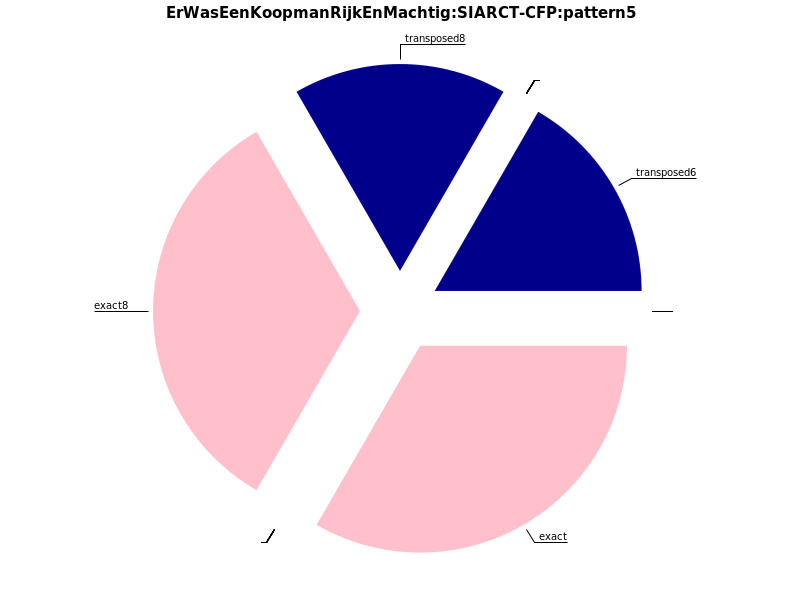 ErWasEenKoopmanRijkEnMachtig:SIARCT-CFP:pattern5
transposed8
transposed6
exact8
exact